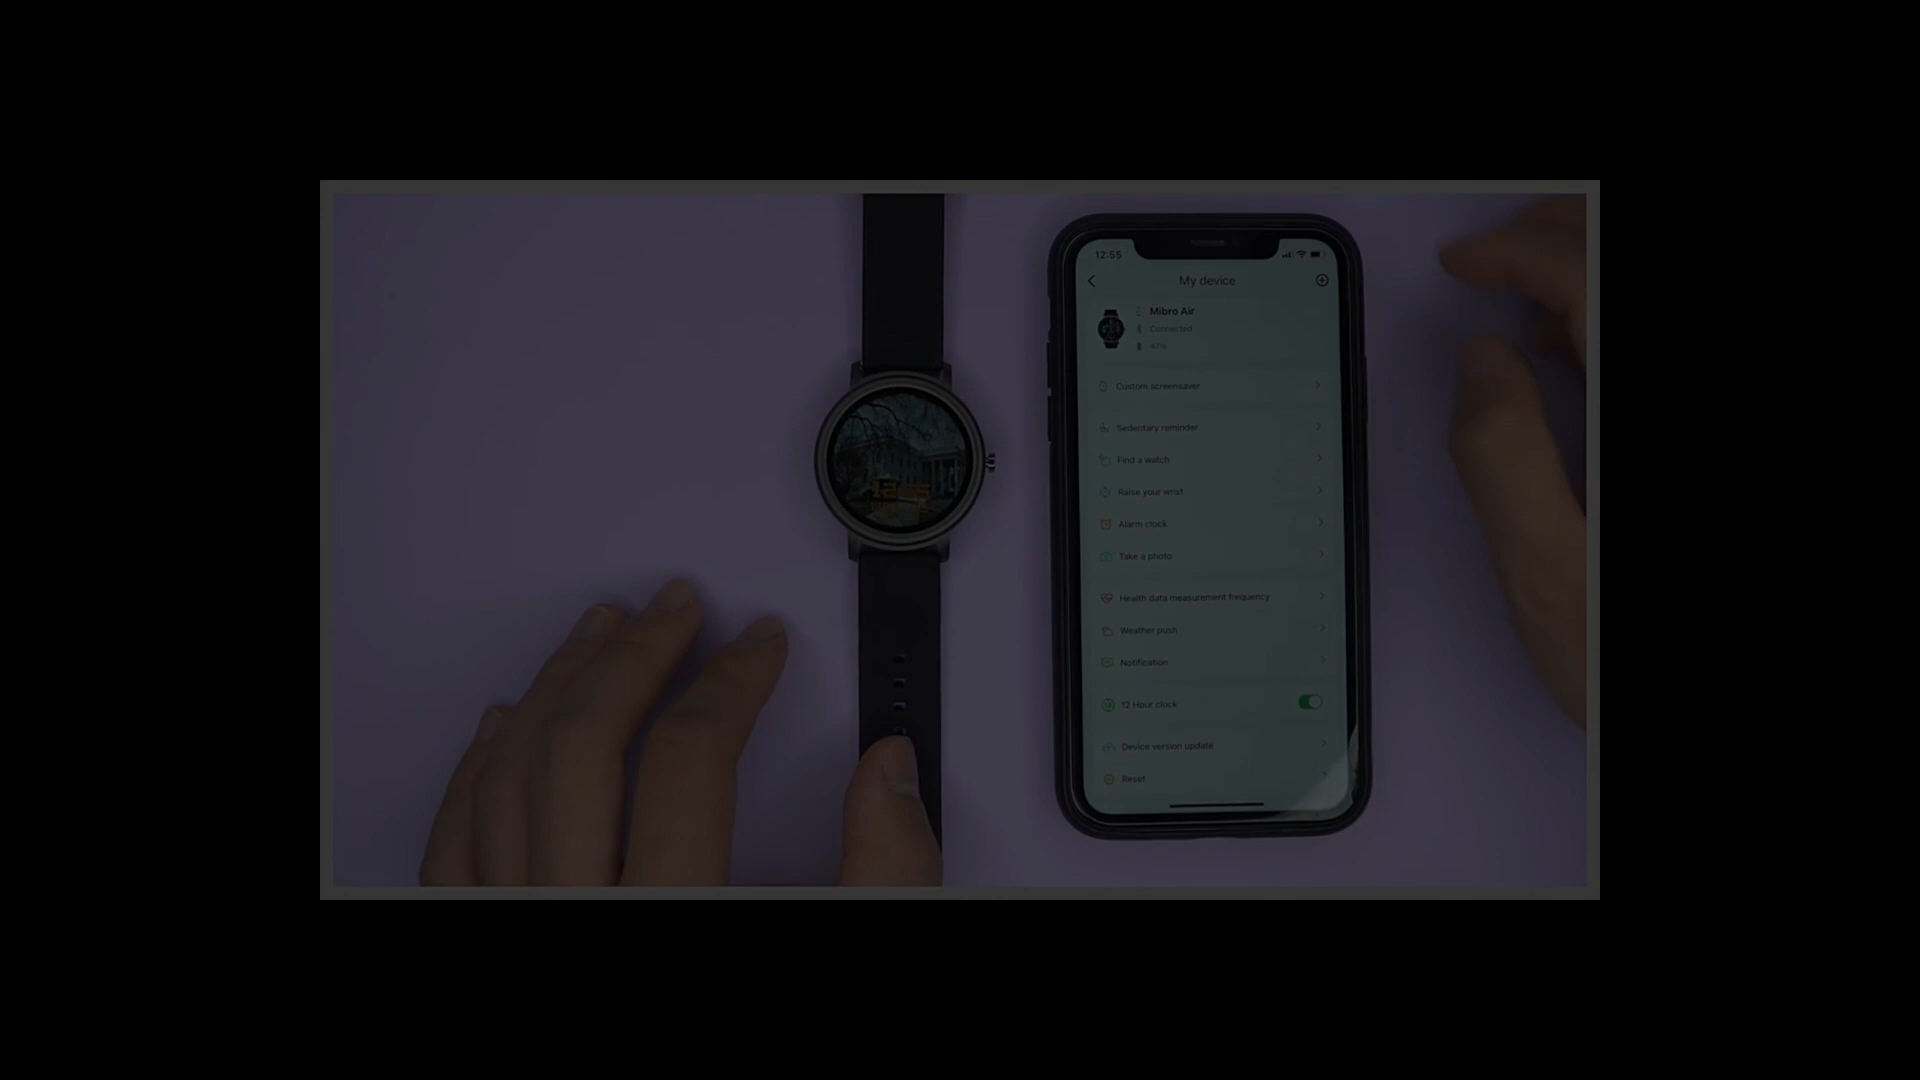 12:55
My device
Mibro Air
Connected
47%
Custom screensaver
Sedentary reminder
Find a watch
Raise your wrist
Alarm clock
Take a photo
Health data measurement frequency
Weather push
Notification
12 Hour clock
Device version update
Reset